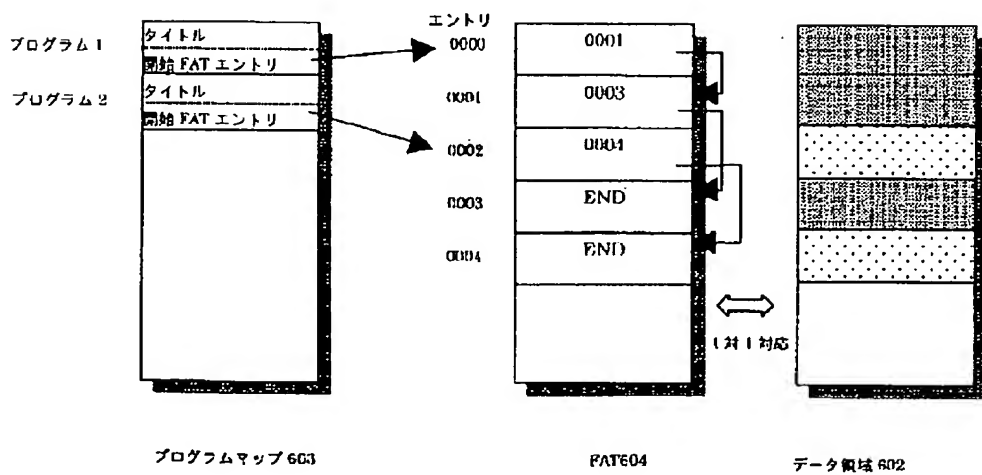 プログラム 1
タイトル
開始 FAT エントリ
プログラム 2
タイトル
開始 FAT エントリ
エントリ
0000
0001
0002
0003
0004
0001
0003
0004
END
END
1 対 1 対応
プログラムマップ 603
FAT604
データ領域 602